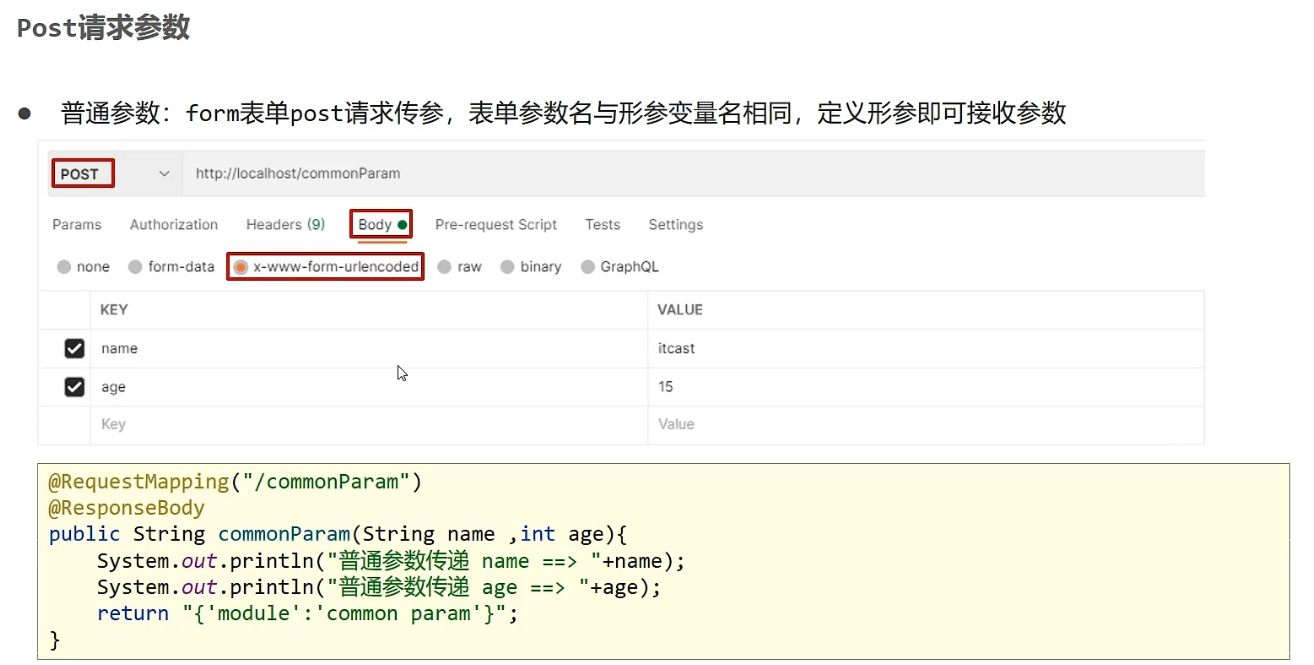 Post请求参数
● 普通参数：form表单post请求传参，表单参数名与形参变量名相同，定义形参即可接收参数
POST http://localhost/commonParam
Params Authorization Headers (9) Body Pre-request Script Tests Settings
none form-data x-www-form-urlencoded raw binary GraphQL
KEY VALUE
name itcast
age 15
Key Value
@RequestMapping("/commonParam")
@ResponseBody
public String commonParam(String name ,int age){
    System.out.println("普通参数传递 name ==> "+name);
    System.out.println("普通参数传递 age ==> "+age);
    return "{'module':'common param'}";
}